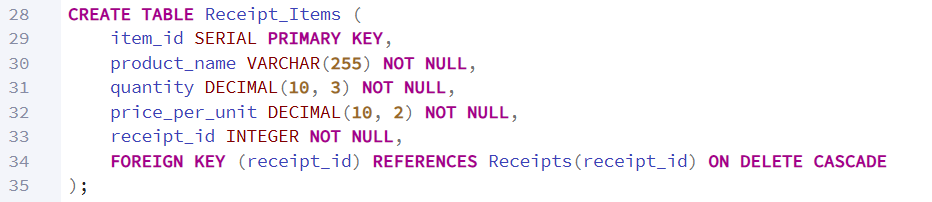 28 CREATE TABLE Receipt_Items (
29     item_id SERIAL PRIMARY KEY,
30     product_name VARCHAR(255) NOT NULL,
31     quantity DECIMAL(10, 3) NOT NULL,
32     price_per_unit DECIMAL(10, 2) NOT NULL,
33     receipt_id INTEGER NOT NULL,
34     FOREIGN KEY (receipt_id) REFERENCES Receipts(receipt_id) ON DELETE CASCADE
35 );